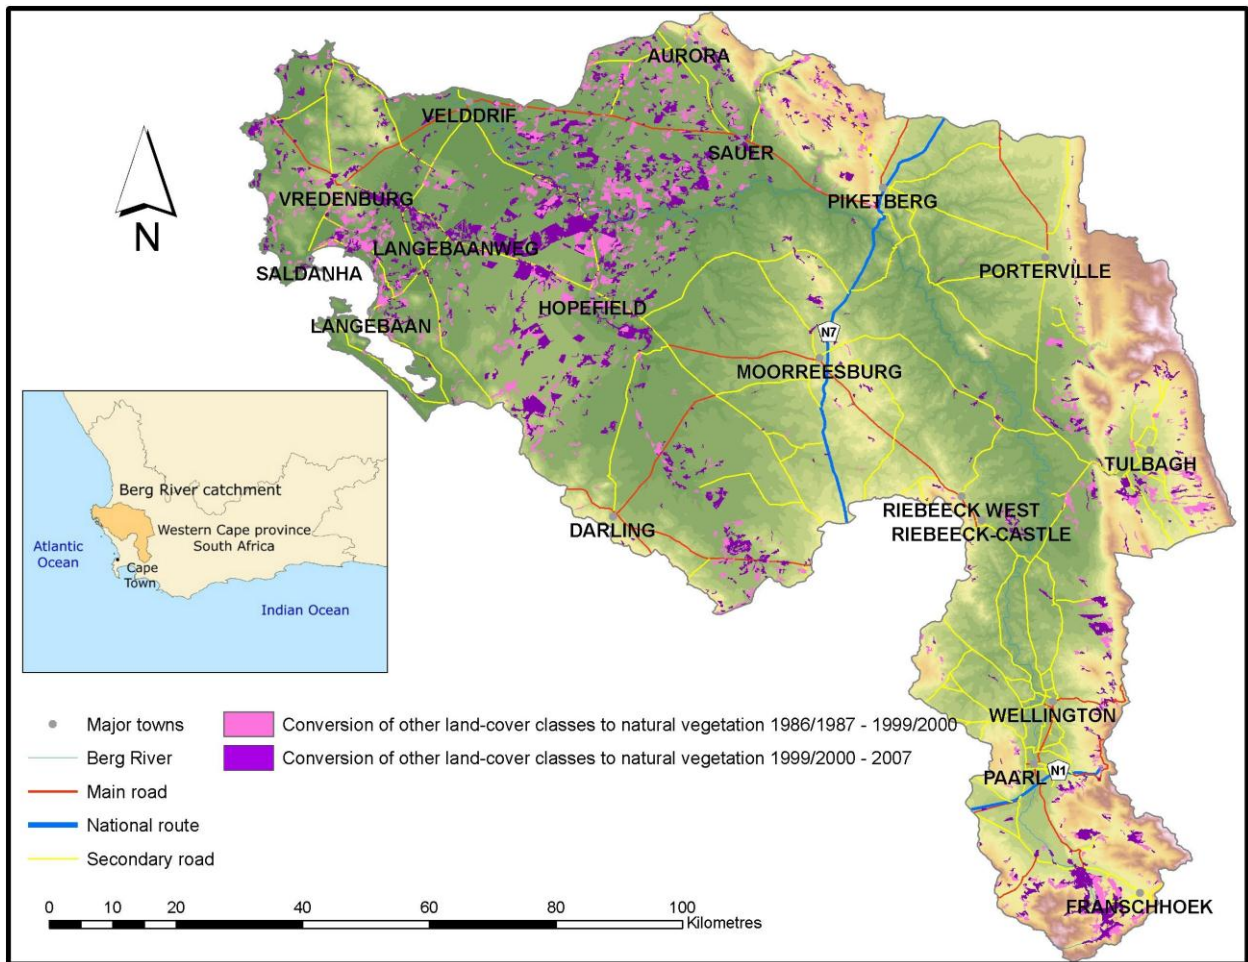 AURORA
VELDDRIF
SAUER
N
VREDENBURG
PIKETBERG
LANGEBAANWEG
SALDANHA
PORTERVILLE
HOPEFIELD
LANGEBAAN
N7
MOORREESBURG
TULBAGH
DARLING
RIEBEECK WEST
RIEBEECK-CASTLE
WELLINGTON
PAARL
N1
FRANSCHHOEK
Berg River catchment
Western Cape province
South Africa
Atlantic
Ocean
Cape
Town
Indian Ocean
Major towns
Berg River
Main road
National route
Secondary road
Conversion of other land-cover classes to natural vegetation 1986/1987 - 1999/2000
Conversion of other land-cover classes to natural vegetation 1999/2000 - 2007
0 10 20 40 60 80 100
Kilometres